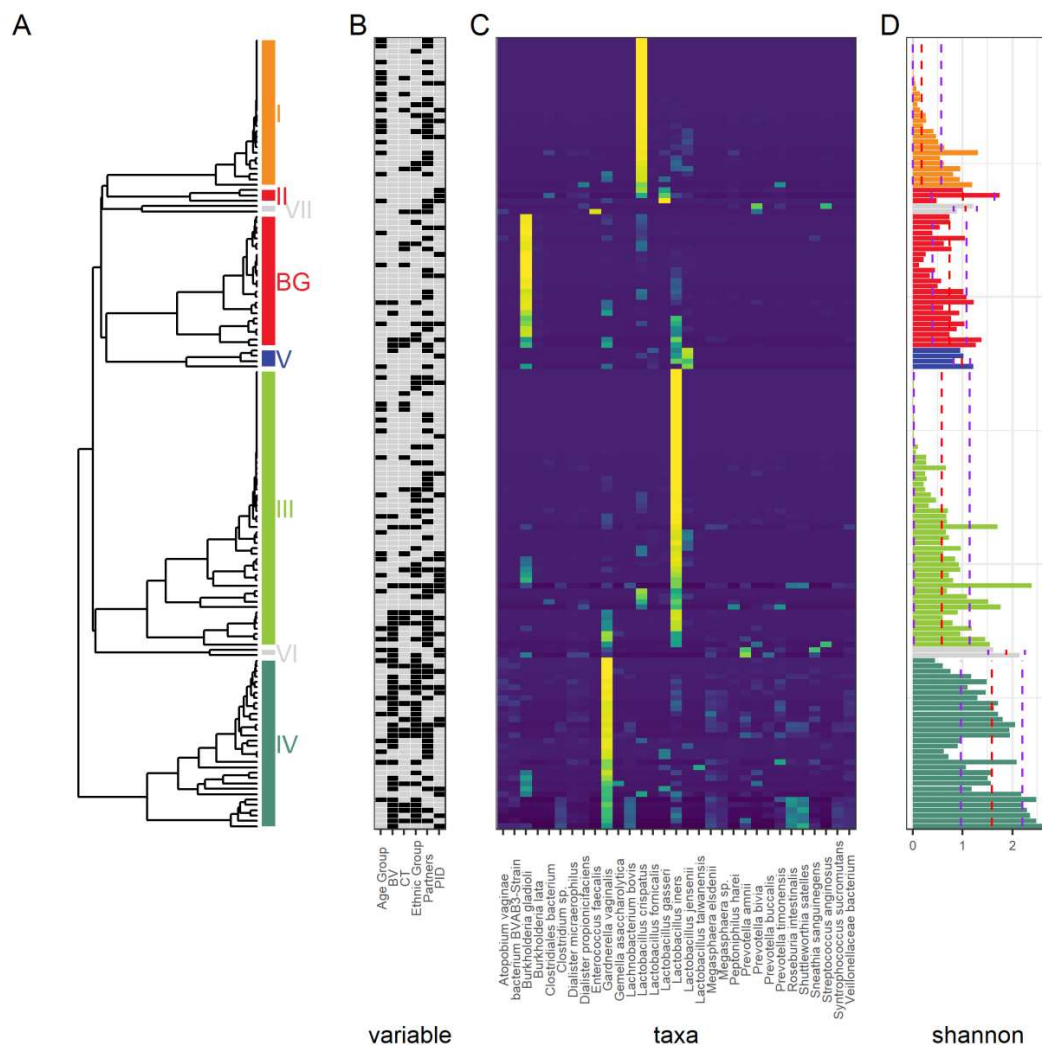 A
B
C
D
I
II
VII
BG
V
III
VI
IV
Age Group
BV
CT
Ethnic Group
Partners
PID
Atopobium vaginae
bacterium BVAB3-Strain
Burkholderia gladioli
Burkholderia lata
Clostridiales bacterium
Clostridium sp.
Dialister micraerophilus
Dialister propionicifaciens
Enterococcus faecalis
Gardnerella vaginalis
Gemella asaccharolytica
Lachnobacterium bovis
Lactobacillus crispatus
Lactobacillus fornicalis
Lactobacillus gasseri
Lactobacillus iners
Lactobacillus jensenii
Lactobacillus taiwanensis
Megasphaera elsdenii
Megasphaera sp.
Peptoniphilus harei
Prevotella amnii
Prevotella bivia
Prevotella buccalis
Prevotella timonensis
Roseburia intestinalis
Shuttleworthia satelles
Sneathia sanguinegens
Streptococcus anginosus
Syntrophococcus sucromutans
Veillonellaceae bacterium
0
1
2
variable
taxa
shannon